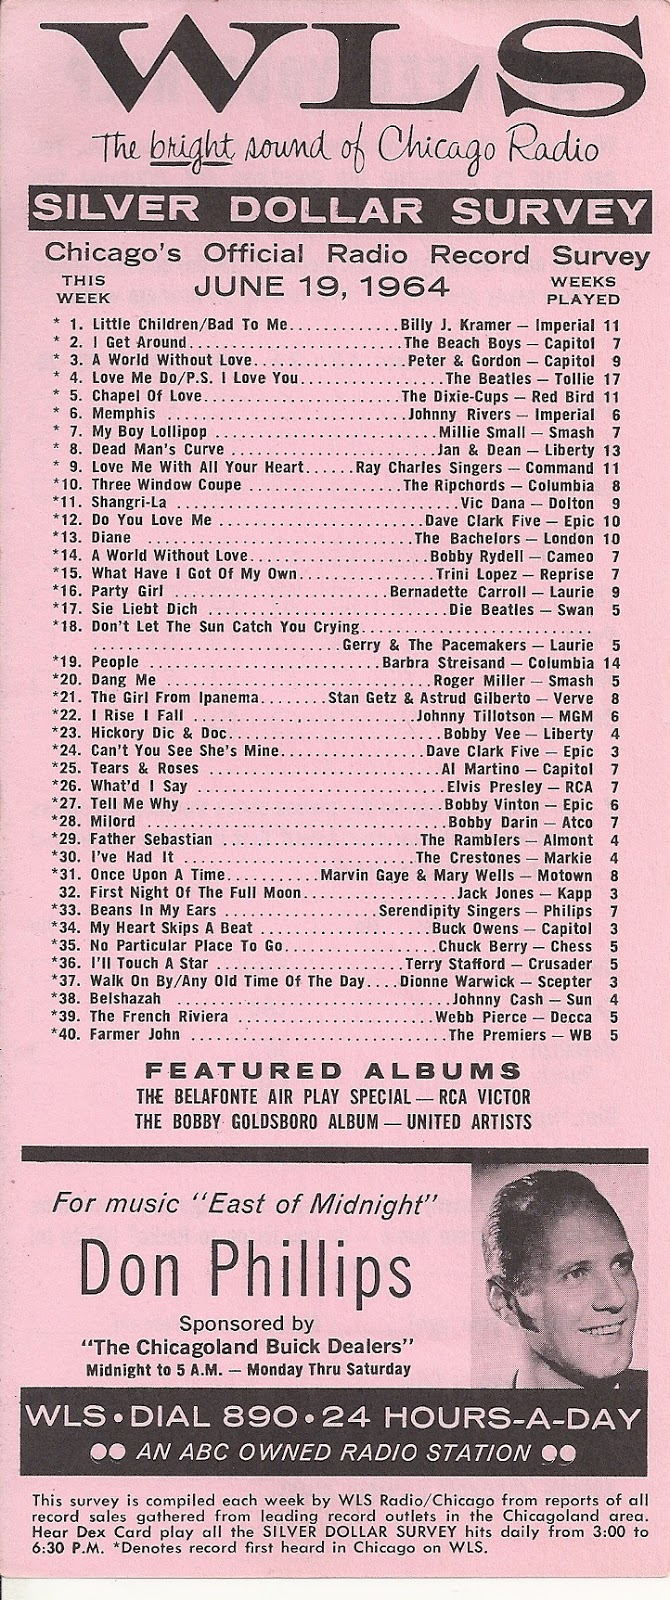 WLS
The bright sound of Chicago Radio
SILVER DOLLAR SURVEY
Chicago's Official Radio Record Survey
THIS WEEK JUNE 19, 1964 WEEKS PLAYED
* 1. Little Children/Bad To Me............Billy J. Kramer — Imperial 11
* 2. I Get Around........................The Beach Boys — Capitol 7
* 3. A World Without Love.................Peter & Gordon — Capitol 9
* 4. Love Me Do/P.S. I Love You................The Beatles — Tollie 17
* 5. Chapel Of Love......................The Dixie-Cups — Red Bird 11
* 6. Memphis ..........................Johnny Rivers — Imperial 6
* 7. My Boy Lollipop .........................Millie Small — Smash 7
* 8. Dead Man's Curve .....................Jan & Dean — Liberty 13
* 9. Love Me With All Your Heart......Ray Charles Singers — Command 11
*10. Three Window Coupe ................The Ripchords — Columbia 8
*11. Shangri-La ...............................Vic Dana — Dolton 9
*12. Do You Love Me ......................Dave Clark Five — Epic 10
*13. Diane .............................The Bachelors — London 10
*14. A World Without Love....................Bobby Rydell — Cameo 7
*15. What Have I Got Of My Own...............Trini Lopez — Reprise 7
*16. Party Girl .......................Bernadette Carroll — Laurie 9
*17. Sie Liebt Dich ..........................Die Beatles — Swan 5
*18. Don't Let The Sun Catch You Crying..........................
............................Gerry & The Pacemakers — Laurie 5
*19. People ...........................Barbra Streisand — Columbia 14
*20. Dang Me ..............................Roger Miller — Smash 5
*21. The Girl From Ipanema........Stan Getz & Astrud Gilberto — Verve 8
*22. I Rise I Fall .........................Johnny Tillotson — MGM 6
*23. Hickory Dic & Doc........................Bobby Vee — Liberty 4
*24. Can't You See She's Mine................Dave Clark Five — Epic 3
*25. Tears & Roses ..........................Al Martino — Capitol 7
*26. What'd I Say ...........................Elvis Presley — RCA 7
*27. Tell Me Why ............................Bobby Vinton — Epic 6
*28. Milord .................................Bobby Darin — Atco 7
*29. Father Sebastian ......................The Ramblers — Almont 4
*30. I've Had It ..........................The Crestones — Markie 4
*31. Once Upon A Time...........Marvin Gaye & Mary Wells — Motown 8
32. First Night Of The Full Moon.................Jack Jones — Kapp 3
*33. Beans In My Ears .................Serendipity Singers — Philips 7
*34. My Heart Skips A Beat ...................Buck Owens — Capitol 3
*35. No Particular Place To Go...................Chuck Berry — Chess 5
*36. I'll Touch A Star ...................Terry Stafford — Crusader 5
*37. Walk On By/Any Old Time Of The Day....Dionne Warwick — Scepter 3
*38. Belshazah .............................Johnny Cash — Sun 4
*39. The French Riviera ......................Webb Pierce — Decca 5
*40. Farmer John ............................The Premiers — WB 5
FEATURED ALBUMS
THE BELAFONTE AIR PLAY SPECIAL — RCA VICTOR
THE BOBBY GOLDSBORO ALBUM — UNITED ARTISTS
For music "East of Midnight"
Don Phillips
Sponsored by
"The Chicagoland Buick Dealers"
Midnight to 5 A.M. — Monday Thru Saturday
WLS • DIAL 890 • 24 HOURS-A-DAY
AN ABC OWNED RADIO STATION
This survey is compiled each week by WLS Radio/Chicago from reports of all
record sales gathered from leading record outlets in the Chicagoland area.
Hear Dex Card play all the SILVER DOLLAR SURVEY hits daily from 3:00 to
6:30 P.M. *Denotes record first heard in Chicago on WLS.